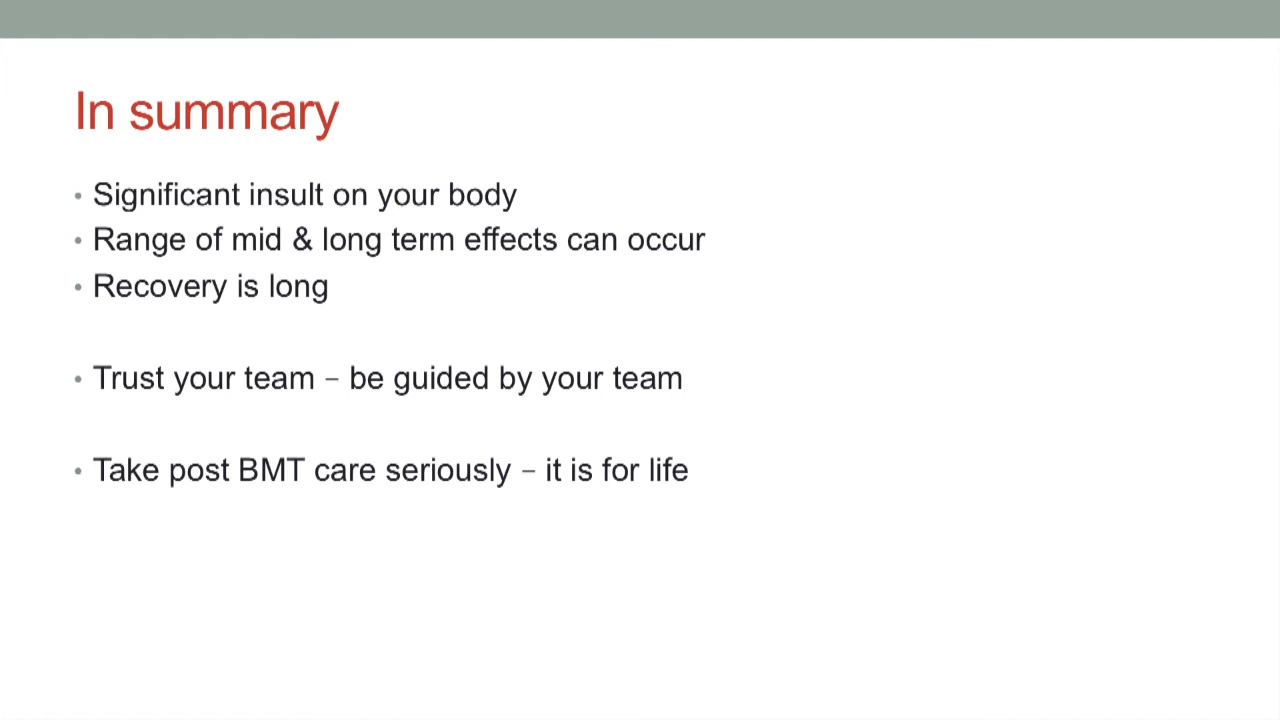 In summary
• Significant insult on your body
• Range of mid & long term effects can occur
• Recovery is long
• Trust your team – be guided by your team
• Take post BMT care seriously – it is for life